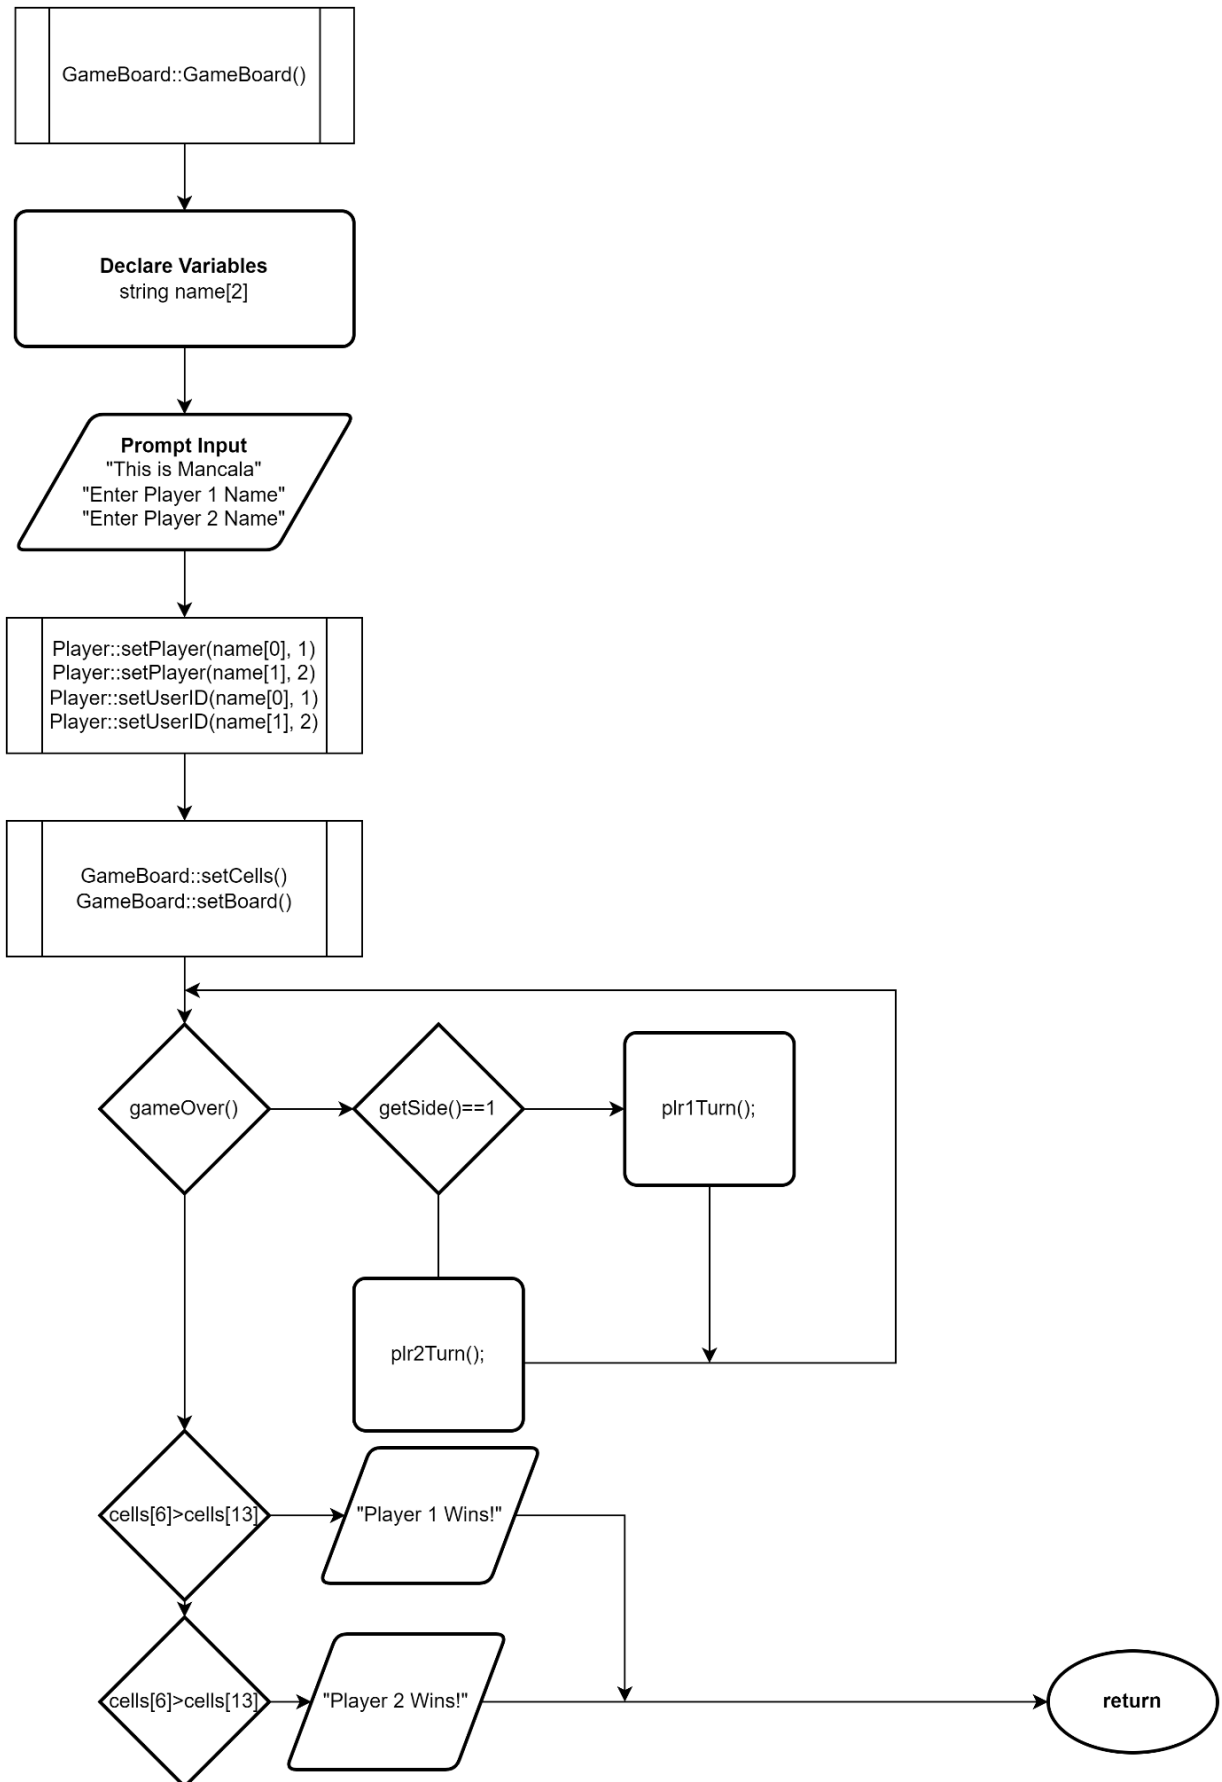 GameBoard::GameBoard()
Declare Variables
string name[2]
Prompt Input
"This is Mancala"
"Enter Player 1 Name"
"Enter Player 2 Name"
Player::setPlayer(name[0], 1)
Player::setPlayer(name[1], 2)
Player::setUserID(name[0], 1)
Player::setUserID(name[1], 2)
GameBoard::setCells()
GameBoard::setBoard()
gameOver()
getSide()==1
plr1Turn();
plr2Turn();
cells[6]>cells[13]
"Player 1 Wins!"
cells[6]>cells[13]
"Player 2 Wins!"
return